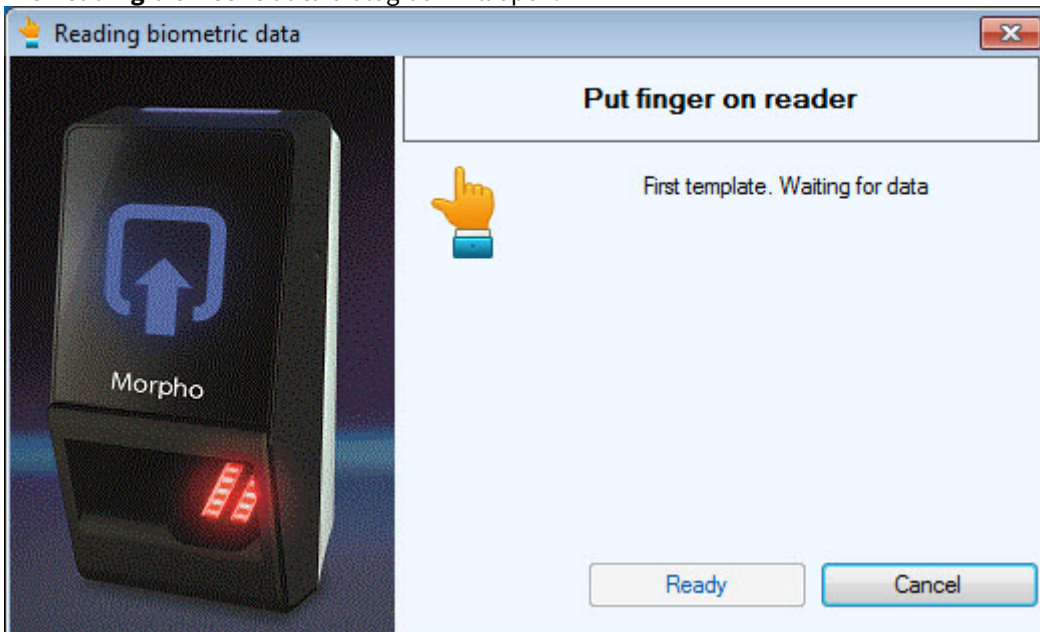 Reading biometric data
Put finger on reader
First template. Waiting for data
Morpho
Ready
Cancel